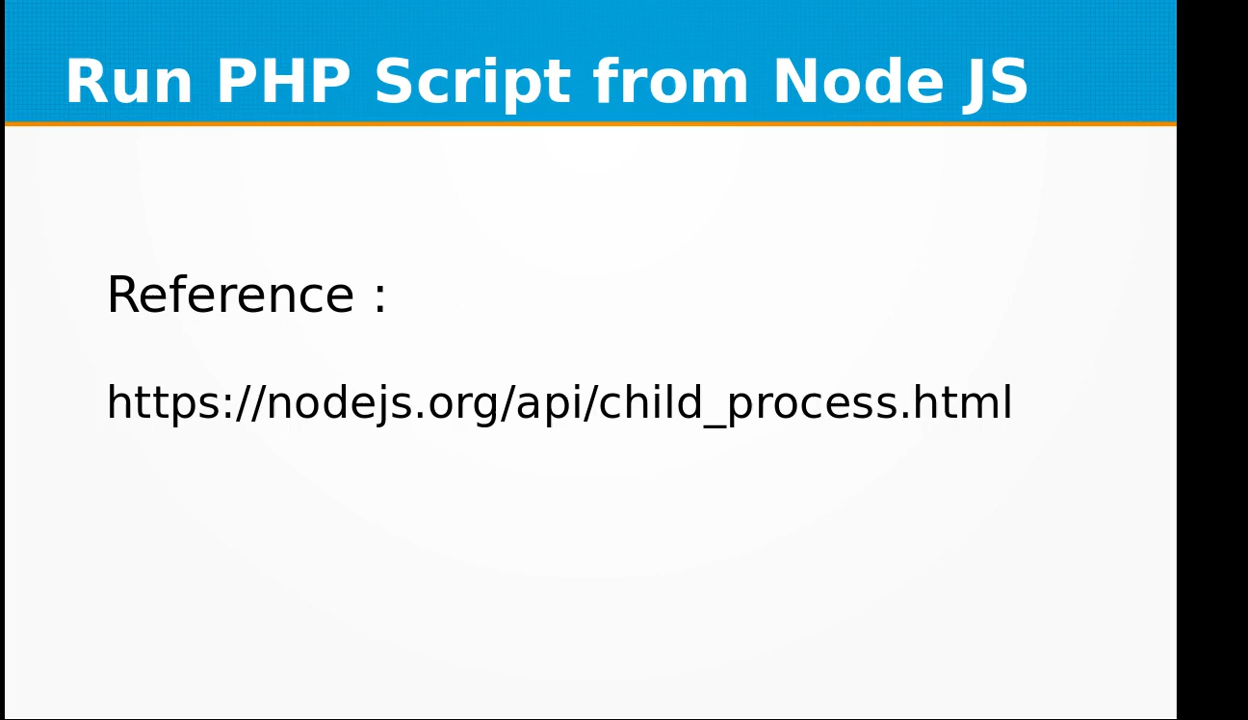 Run PHP Script from Node JS
Reference :
https://nodejs.org/api/child_process.html